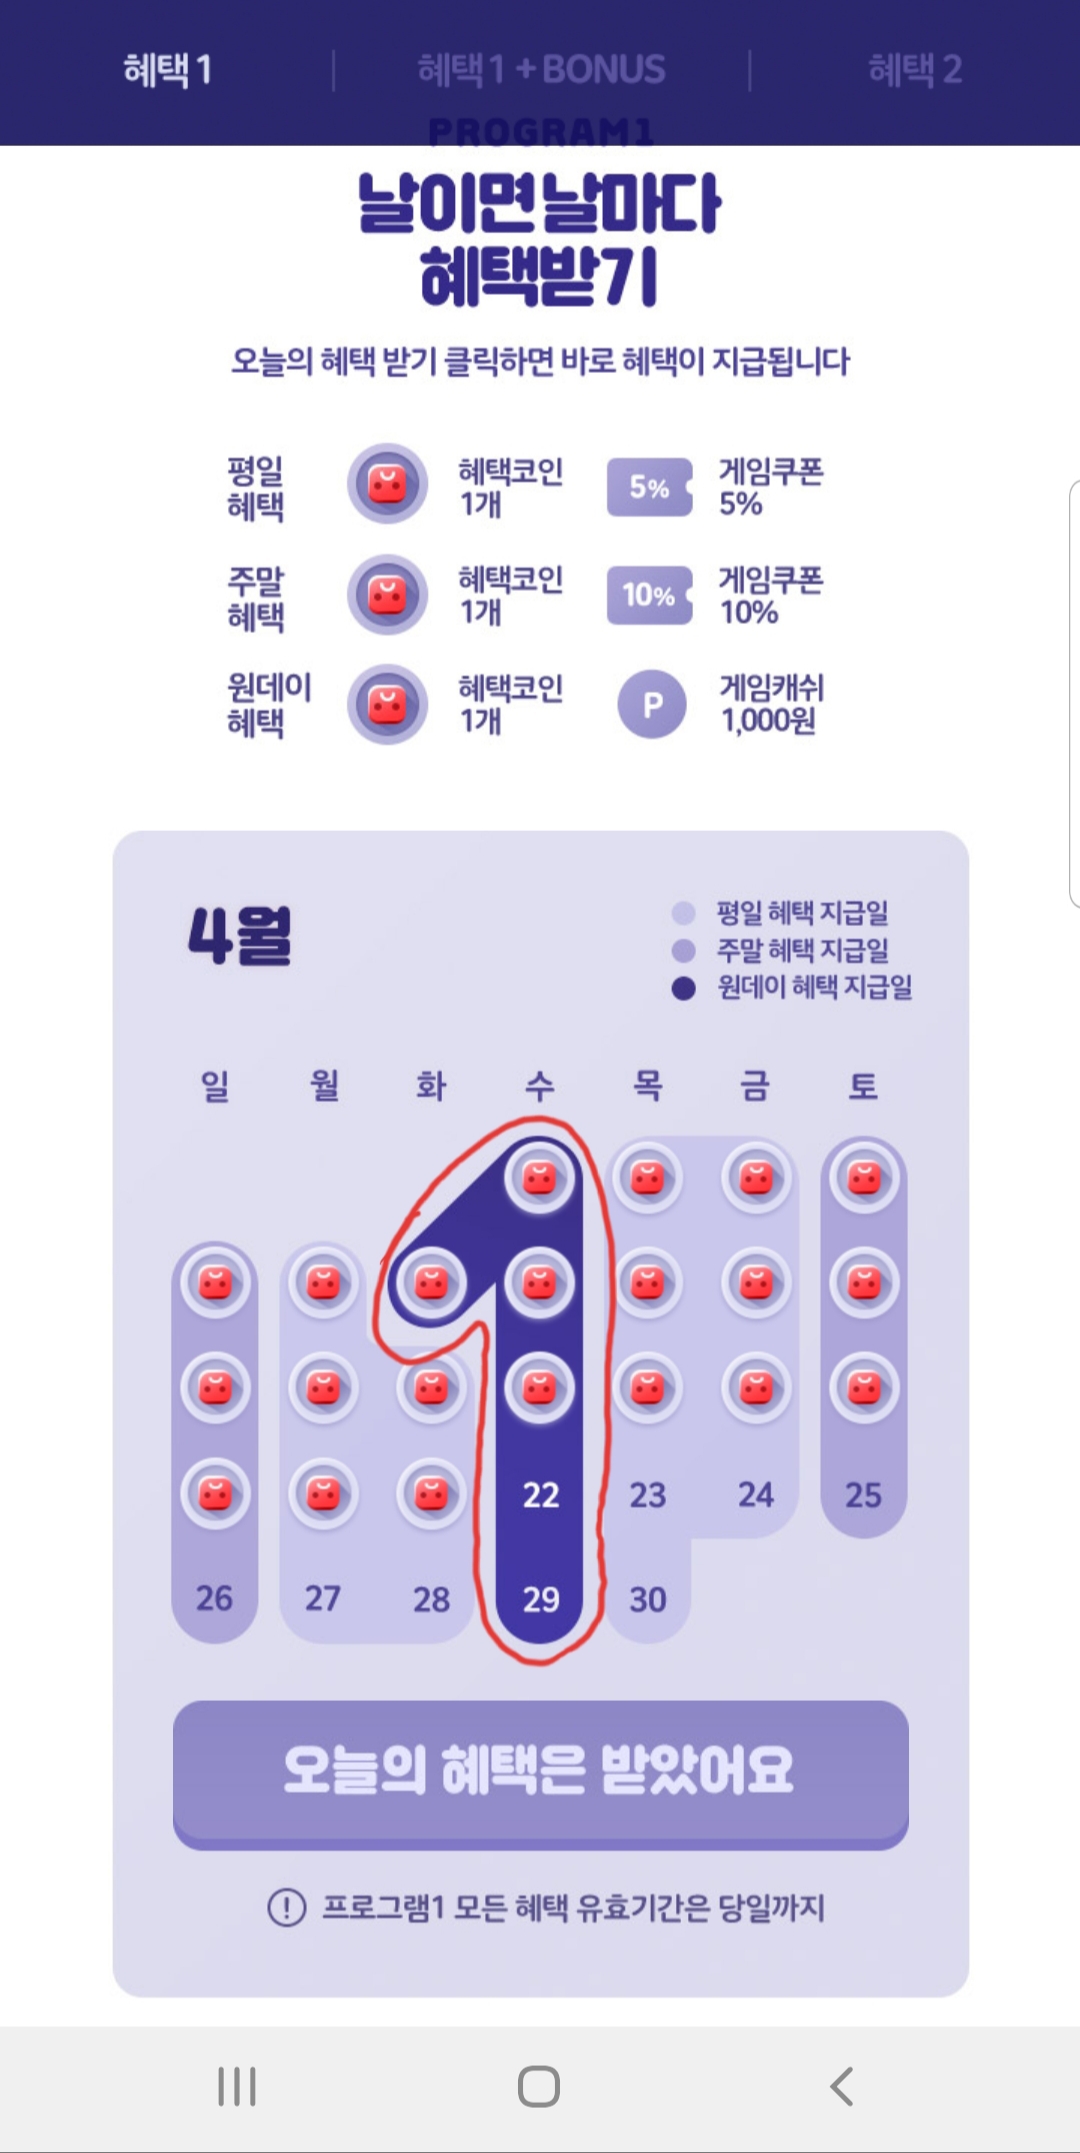 혜택 1 혜택 1 + BONUS 혜택 2
PROGRAM1
날이면 날마다
혜택받기
오늘의 혜택 받기 클릭하면 바로 혜택이 지급됩니다
평일 혜택코인 5% 게임쿠폰
혜택 1개 5%
주말 혜택코인 10% 게임쿠폰
혜택 1개 10%
원데이 혜택코인 P 게임캐쉬
혜택 1개 1,000원
4월
평일 혜택 지급일
주말 혜택 지급일
원데이 혜택 지급일
일 월 화 수 목 금 토
22 23 24 25
26 27 28 29 30
오늘의 혜택은 받았어요
! 프로그램1 모든 혜택 유효기간은 당일까지